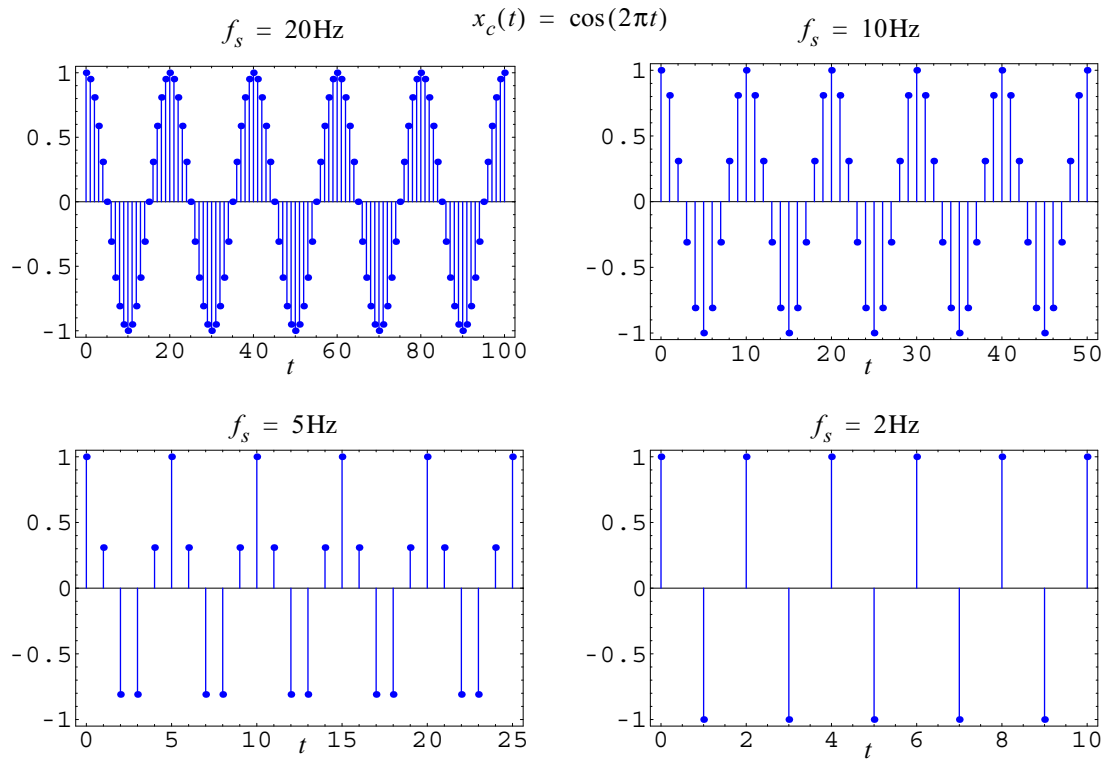 x_c(t) = cos(2πt)
f_s = 20Hz
f_s = 10Hz
1
0.5
0
-0.5
-1
0 20 40 60 80 100
t
1
0.5
0
-0.5
-1
0 10 20 30 40 50
t
f_s = 5Hz
f_s = 2Hz
1
0.5
0
-0.5
-1
0 5 10 15 20 25
t
1
0.5
0
-0.5
-1
0 2 4 6 8 10
t